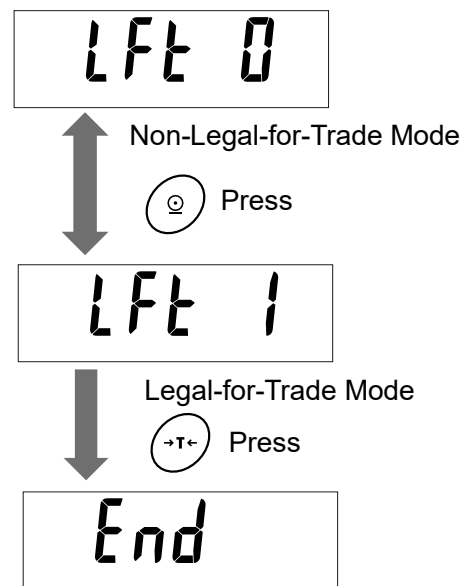 LFt 0
Non-Legal-for-Trade Mode
Press
LFt 1
Legal-for-Trade Mode
→T← Press
End